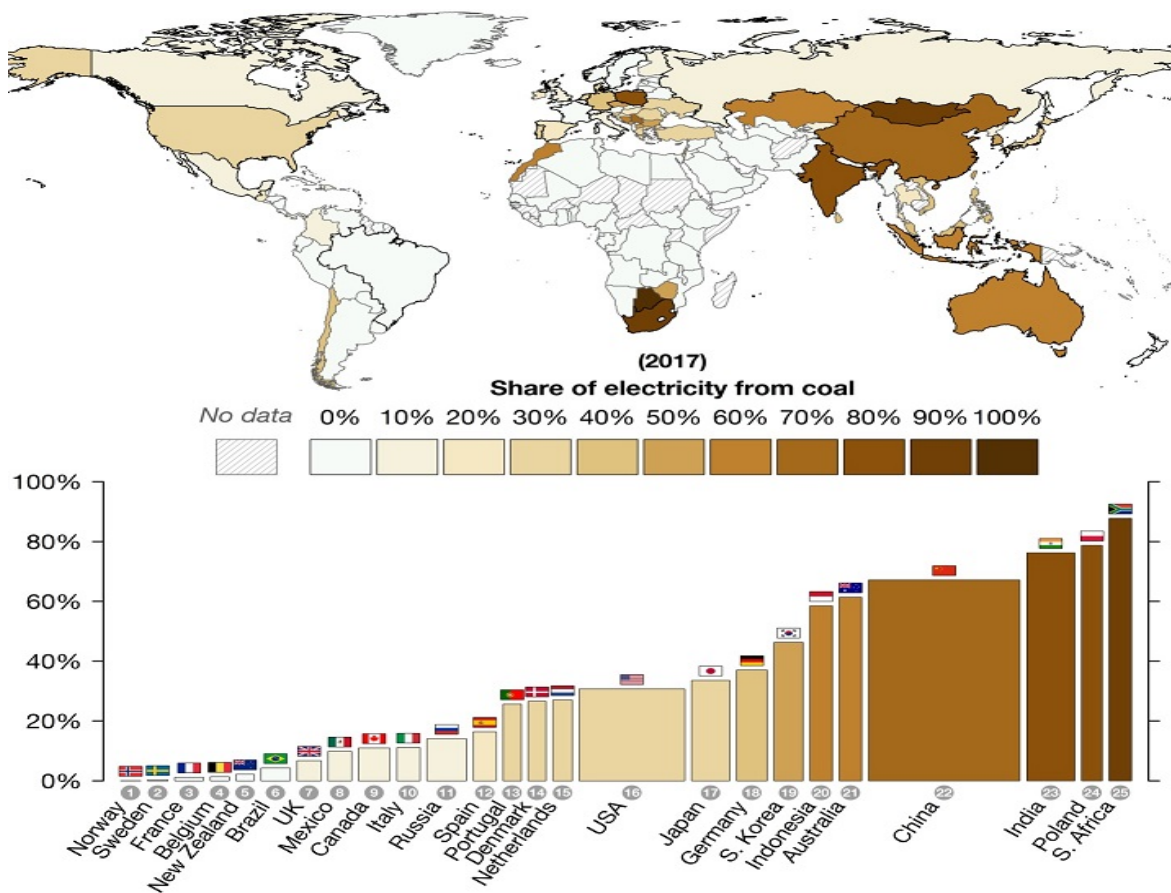 (2017)
Share of electricity from coal
No data 0% 10% 20% 30% 40% 50% 60% 70% 80% 90% 100%
100%
80%
60%
40%
20%
0%
1 2 3 4 5 6 7 8 9 10 11 12 13 14 15 16 17 18 19 20 21 22 23 24 25
Norway
Sweden
France
Belgium
New Zealand
Brazil
UK
Mexico
Canada
Italy
Russia
Spain
Portugal
Denmark
Netherlands
USA
Japan
Germany
S. Korea
Indonesia
Australia
China
India
Poland
S. Africa